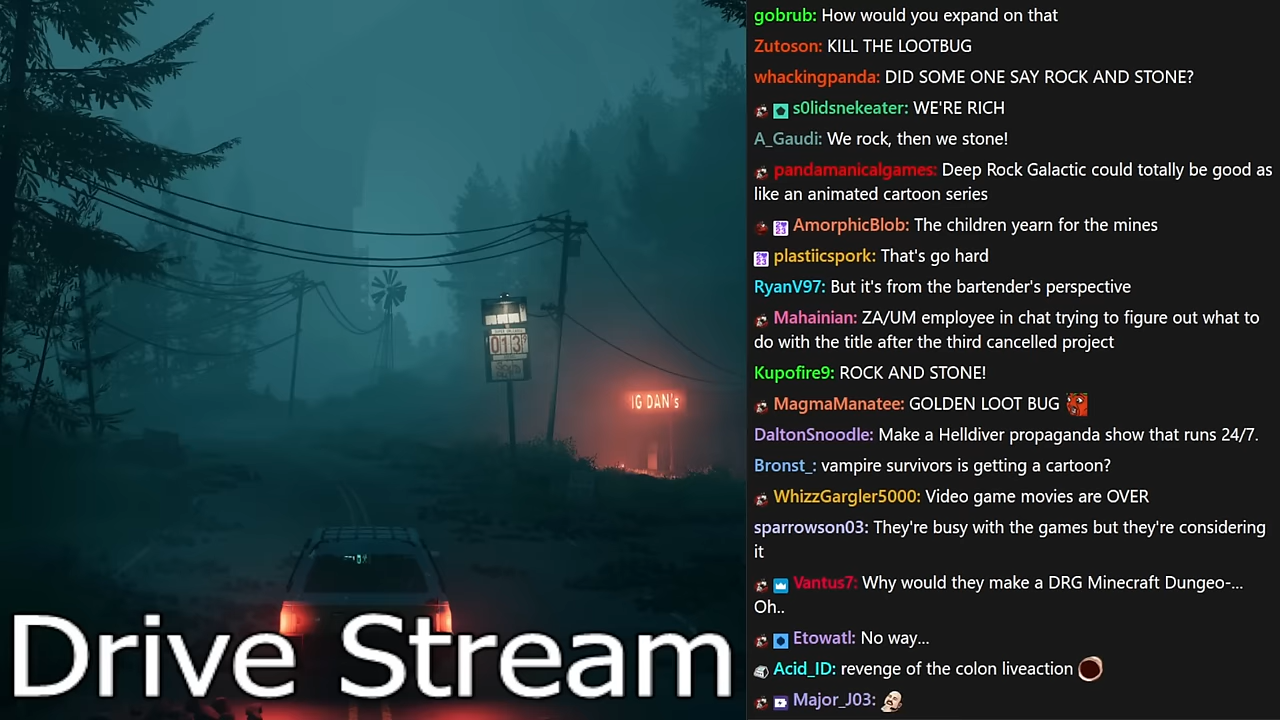 013
IG DAN's
Drive Stream
gobrub: How would you expand on that
Zutoson: KILL THE LOOTBUG
whackingpanda: DID SOME ONE SAY ROCK AND STONE?
s0lidsnekeater: WE'RE RICH
A_Gaudi: We rock, then we stone!
pandamanicalgames: Deep Rock Galactic could totally be good as
like an animated cartoon series
AmorphicBlob: The children yearn for the mines
plastiicspork: That's go hard
RyanV97: But it's from the bartender's perspective
Mahainian: ZA/UM employee in chat trying to figure out what to
do with the title after the third cancelled project
Kupofire9: ROCK AND STONE!
MagmaManatee: GOLDEN LOOT BUG
DaltonSnoodle: Make a Helldiver propaganda show that runs 24/7.
Bronst_: vampire survivors is getting a cartoon?
WhizzGargler5000: Video game movies are OVER
sparrowson03: They're busy with the games but they're considering
it
Vantus7: Why would they make a DRG Minecraft Dungeo-...
Oh..
Etowatl: No way...
Acid_ID: revenge of the colon liveaction
Major_J03: